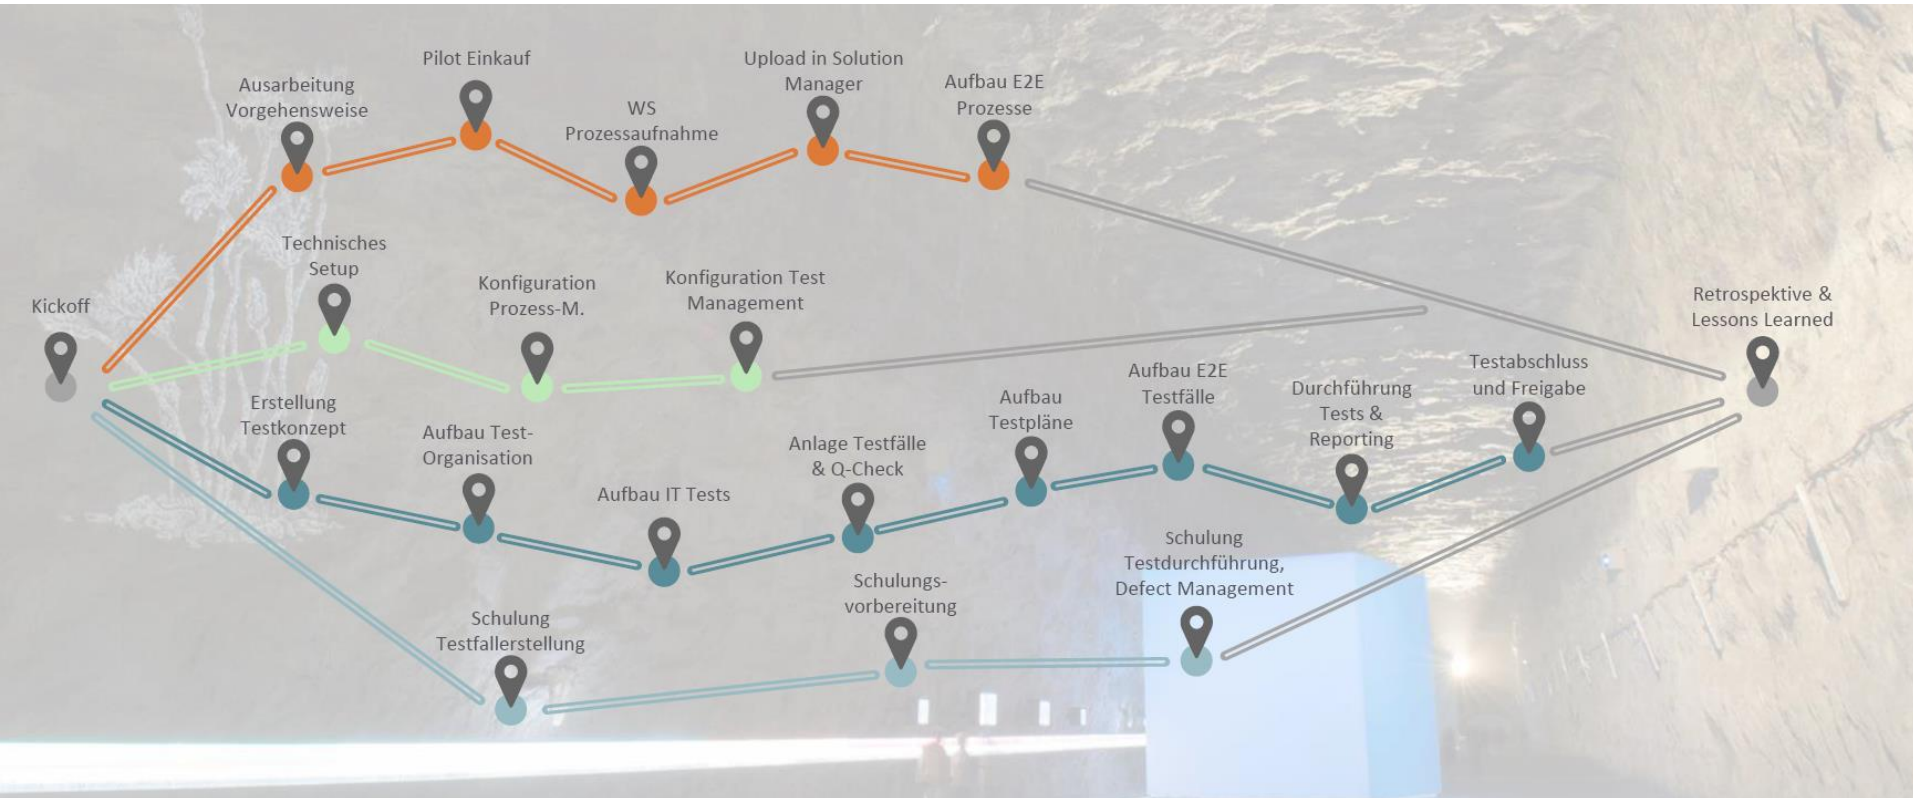 Kickoff
Ausarbeitung
Vorgehensweise
Pilot Einkauf
WS
Prozessaufnahme
Upload in Solution
Manager
Aufbau E2E
Prozesse
Technisches
Setup
Konfiguration
Prozess-M.
Konfiguration Test
Management
Erstellung
Testkonzept
Aufbau Test-
Organisation
Aufbau IT Tests
Anlage Testfälle
& Q-Check
Aufbau
Testpläne
Aufbau E2E
Testfälle
Durchführung
Tests &
Reporting
Testabschluss
und Freigabe
Schulung
Testfallerstellung
Schulungs-
vorbereitung
Schulung
Testdurchführung,
Defect Management
Retrospektive &
Lessons Learned